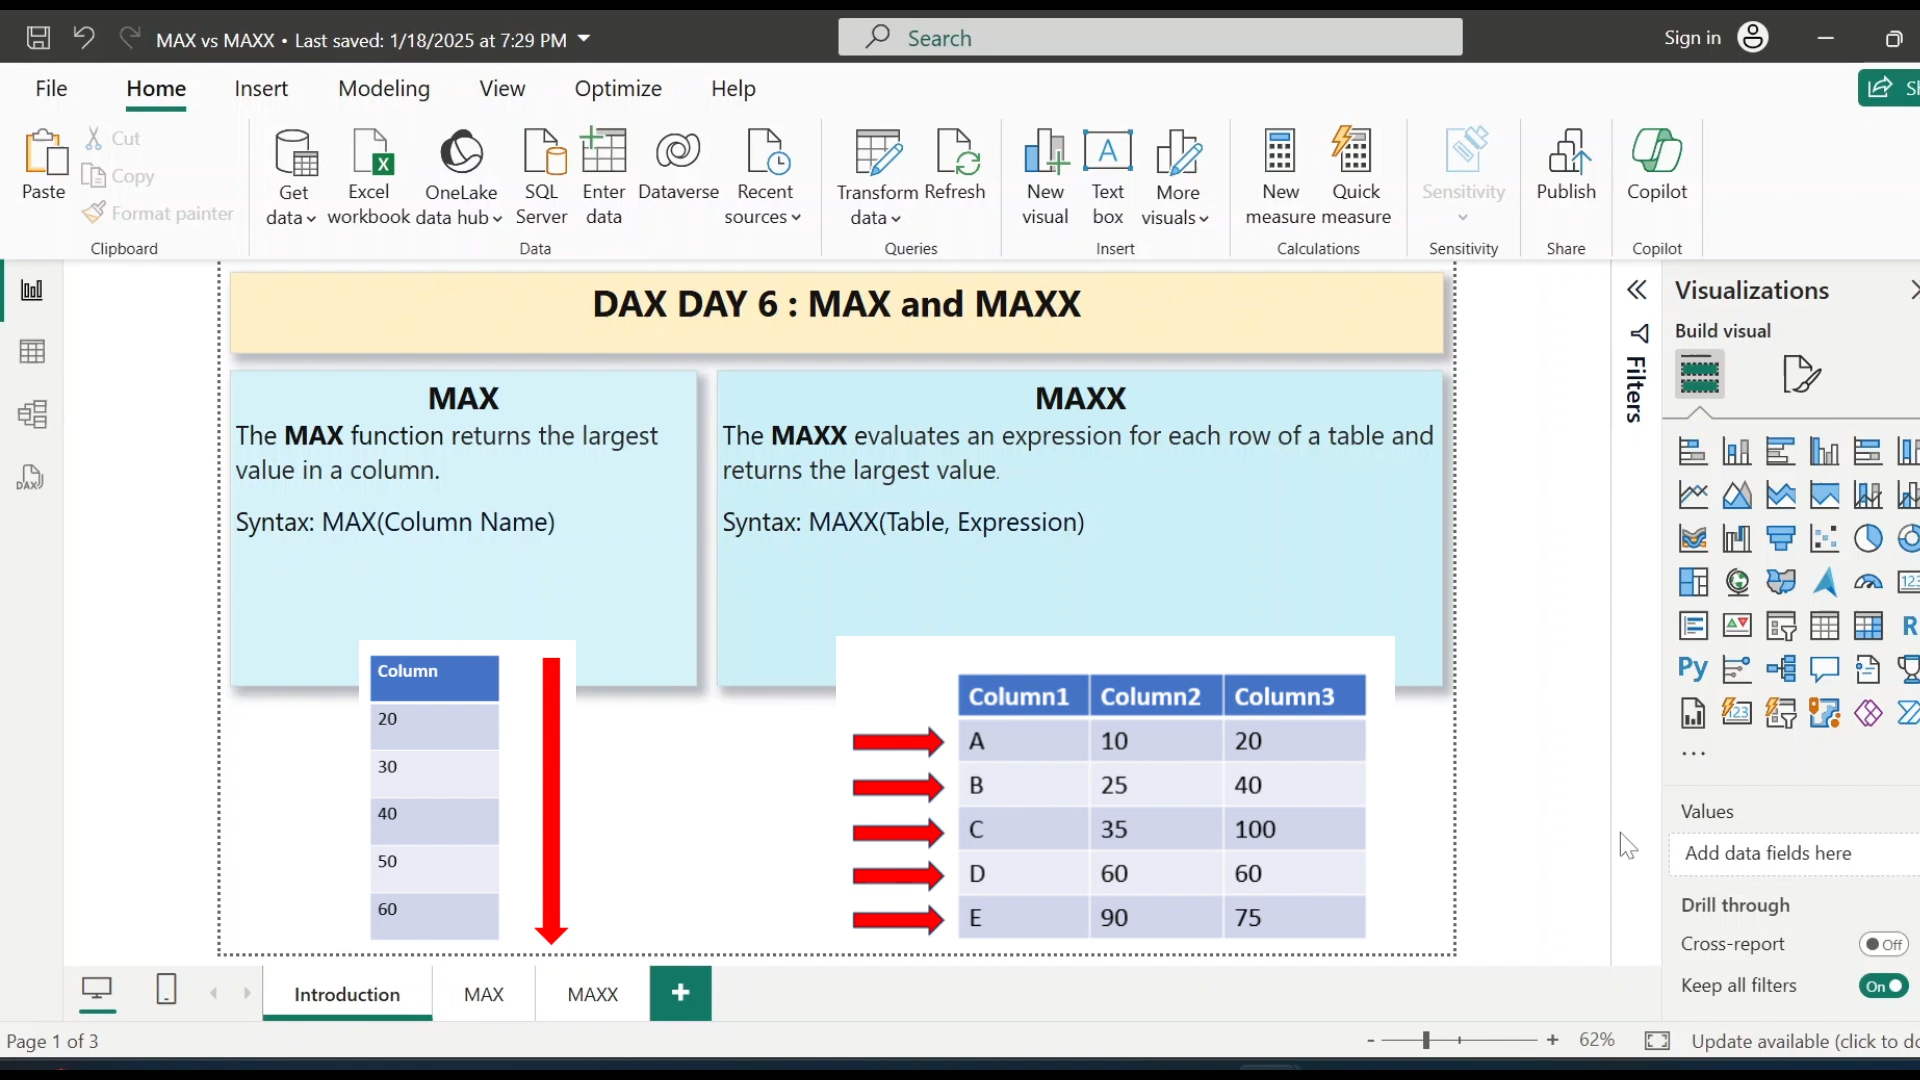 MAX vs MAXX • Last saved: 1/18/2025 at 7:29 PM
Search
Sign in
File
Home
Insert
Modeling
View
Optimize
Help
Paste
Cut
Copy
Format painter
Clipboard
Get data
Excel workbook
OneLake data hub
SQL Server
Enter data
Dataverse
Recent sources
Data
Transform data
Refresh
Queries
New visual
Text box
More visuals
Insert
New measure
Quick measure
Calculations
Sensitivity
Sensitivity
Publish
Share
Copilot
Copilot
DAX DAY 6 : MAX and MAXX
MAX
The MAX function returns the largest
value in a column.
Syntax: MAX(Column Name)
MAXX
The MAXX evaluates an expression for each row of a table and
returns the largest value.
Syntax: MAXX(Table, Expression)
Column
20
30
40
50
60
Column1 Column2 Column3
A 10 20
B 25 40
C 35 100
D 60 60
E 90 75
Filters
Visualizations
Build visual
123
R
Py
123
...
Values
Add data fields here
Drill through
Cross-report
Off
Keep all filters
On
DAX
Introduction
MAX
MAXX
+
Page 1 of 3
- + 62%
Update available (click to